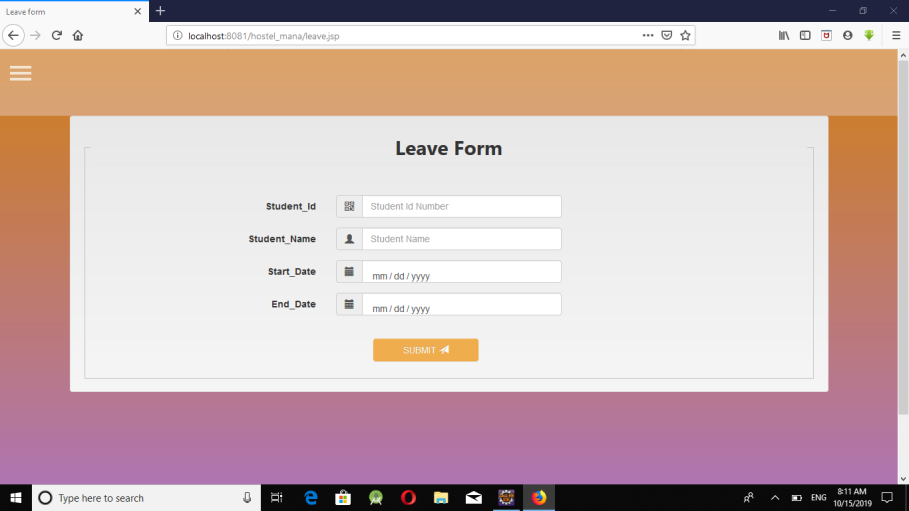 Leave form
localhost:8081/hostel_mana/leave.jsp
Leave Form
Student_Id
Student Id Number
Student_Name
Student Name
Start_Date
mm / dd / yyyy
End_Date
mm / dd / yyyy
SUBMIT
Type here to search
ENG
8:11 AM
10/15/2019